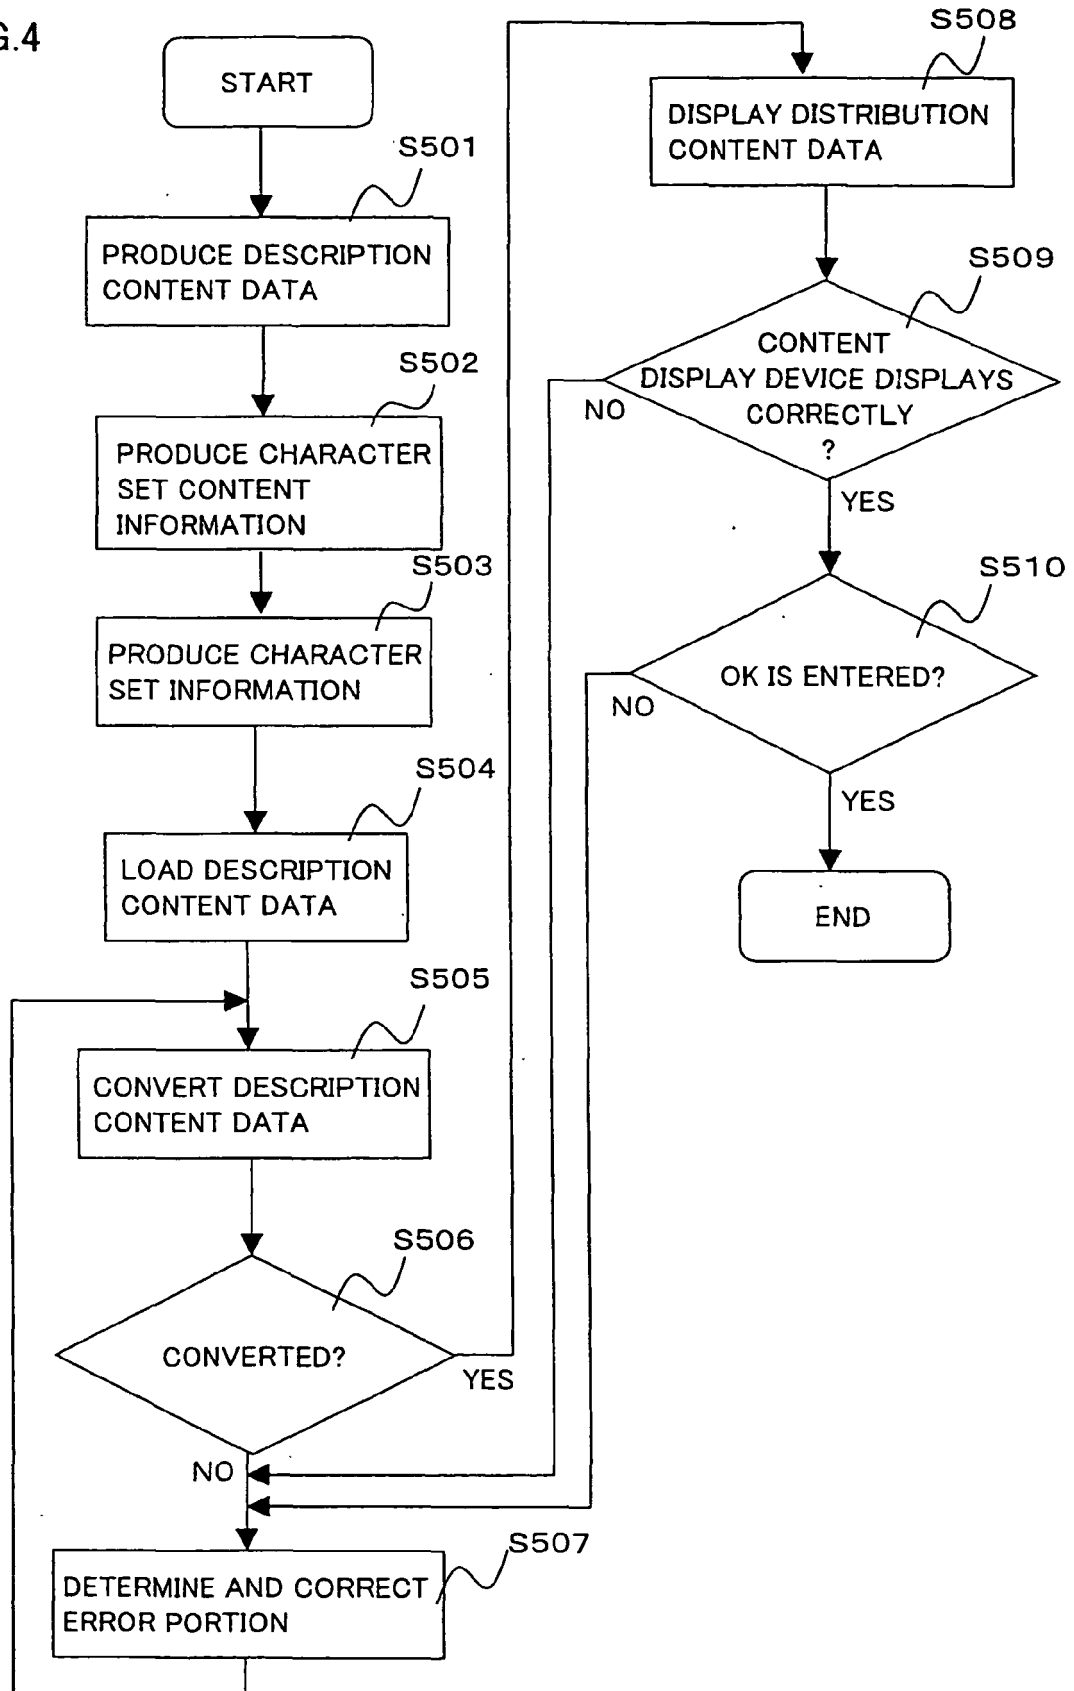 G.4
START
S501
PRODUCE DESCRIPTION
CONTENT DATA
S502
PRODUCE CHARACTER
SET CONTENT
INFORMATION
S503
PRODUCE CHARACTER
SET INFORMATION
S504
LOAD DESCRIPTION
CONTENT DATA
S505
CONVERT DESCRIPTION
CONTENT DATA
S506
CONVERTED?
YES
NO
S507
DETERMINE AND CORRECT
ERROR PORTION
S508
DISPLAY DISTRIBUTION
CONTENT DATA
S509
CONTENT
DISPLAY DEVICE DISPLAYS
CORRECTLY
?
NO
YES
S510
OK IS ENTERED?
NO
YES
END